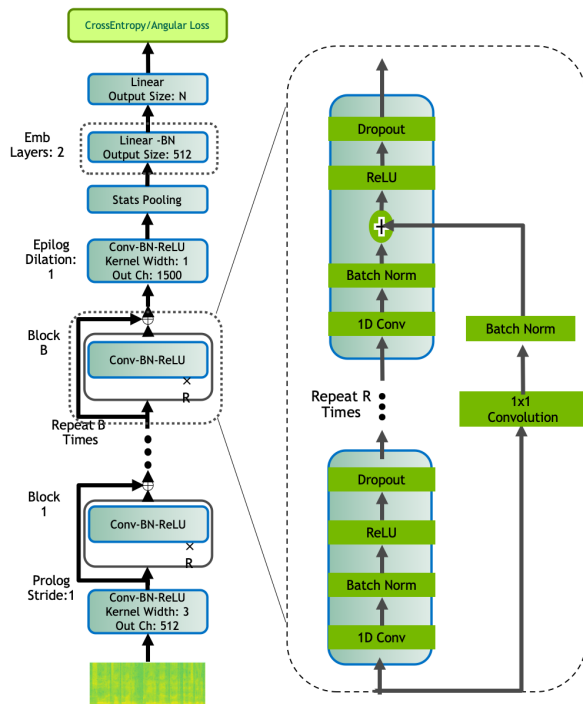 CrossEntropy/Angular Loss
Linear
Output Size: N
Emb
Layers: 2
Linear -BN
Output Size: 512
Stats Pooling
Epilog
Dilation:
1
Conv-BN-ReLU
Kernel Width: 1
Out Ch: 1500
Block
B
Conv-BN-ReLU
×
R
Repeat B
Times
Block
1
Conv-BN-ReLU
×
R
Prolog
Stride:1
Conv-BN-ReLU
Kernel Width: 3
Out Ch: 512
Dropout
ReLU
+
Batch Norm
1D Conv
Batch Norm
1x1
Convolution
Repeat R
Times
Dropout
ReLU
Batch Norm
1D Conv